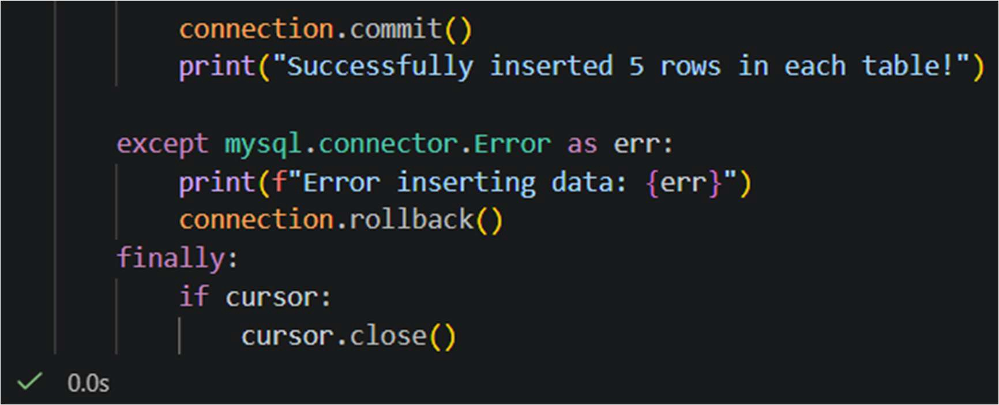 connection.commit()
print("Successfully inserted 5 rows in each table!")
except mysql.connector.Error as err:
print(f"Error inserting data: {err}")
connection.rollback()
finally:
if cursor:
cursor.close()
0.0s